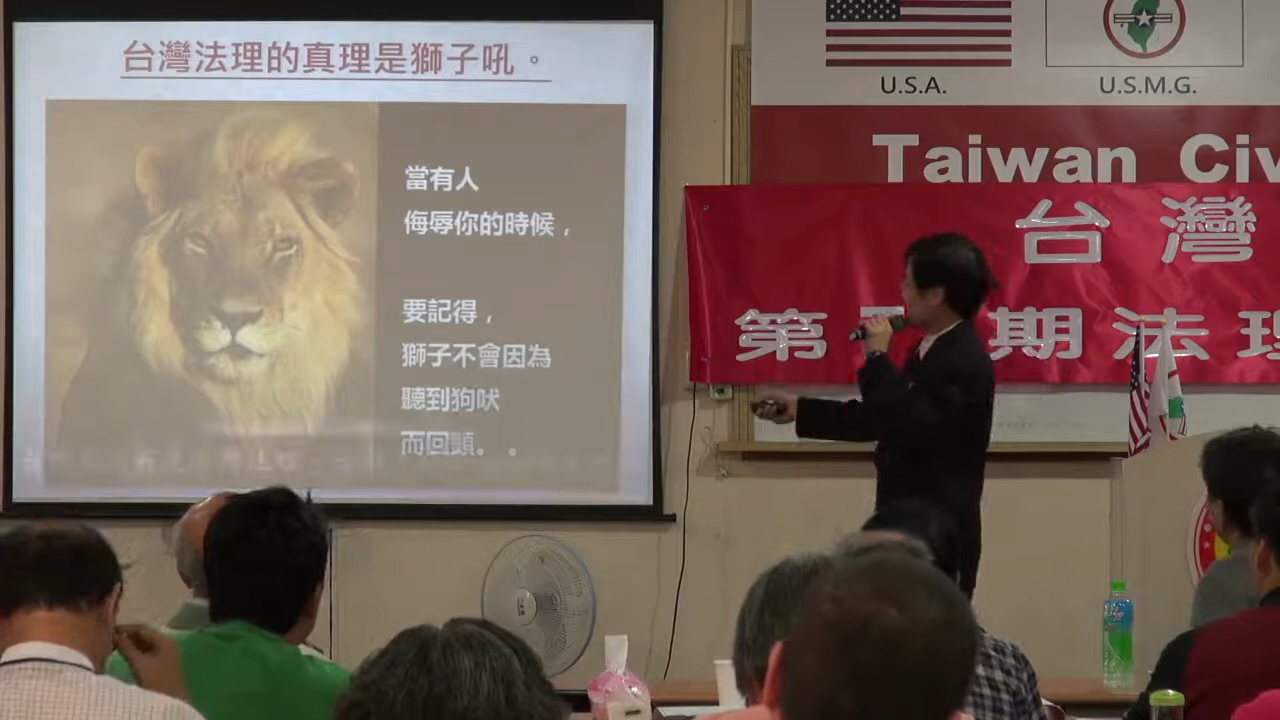 台灣法理的真理是獅子吼。
當有人
侮辱你的時候，
要記得，
獅子不會因為
聽到狗吠
而回頭。。
U.S.A.
U.S.M.G.
Taiwan Civ
台灣
第 期法理